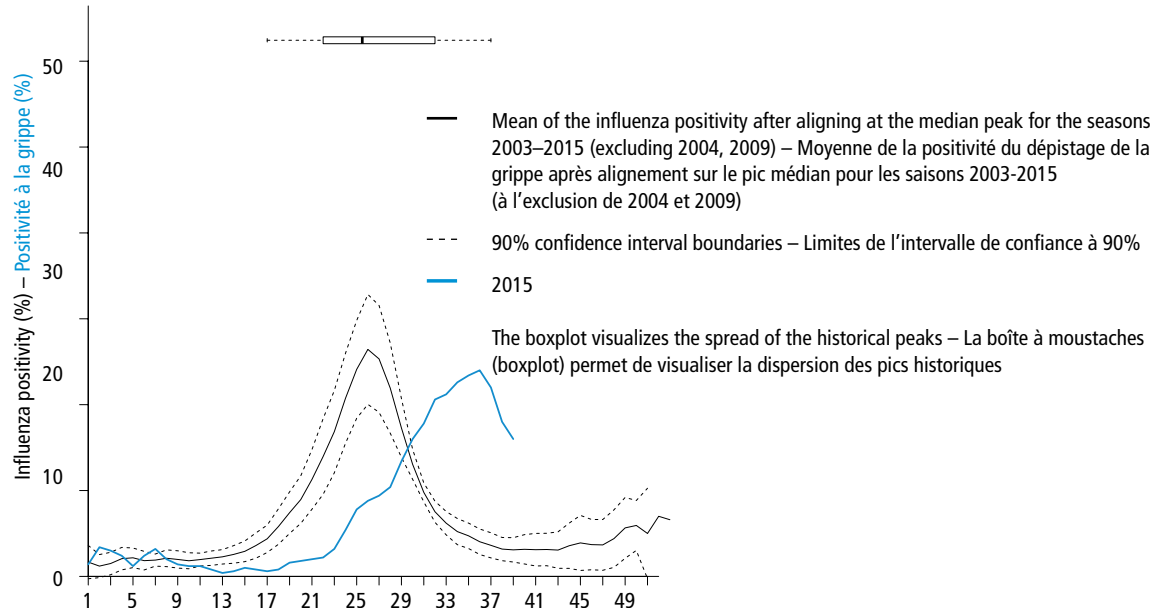 Influenza positivity (%) – Positivité à la grippe (%)
50
40
30
20
10
0
1 5 9 13 17 21 25 29 33 37 41 45 49
Mean of the influenza positivity after aligning at the median peak for the seasons
2003–2015 (excluding 2004, 2009) – Moyenne de la positivité du dépistage de la
grippe après alignement sur le pic médian pour les saisons 2003-2015
(à l’exclusion de 2004 et 2009)
90% confidence interval boundaries – Limites de l’intervalle de confiance à 90%
2015
The boxplot visualizes the spread of the historical peaks – La boîte à moustaches
(boxplot) permet de visualiser la dispersion des pics historiques